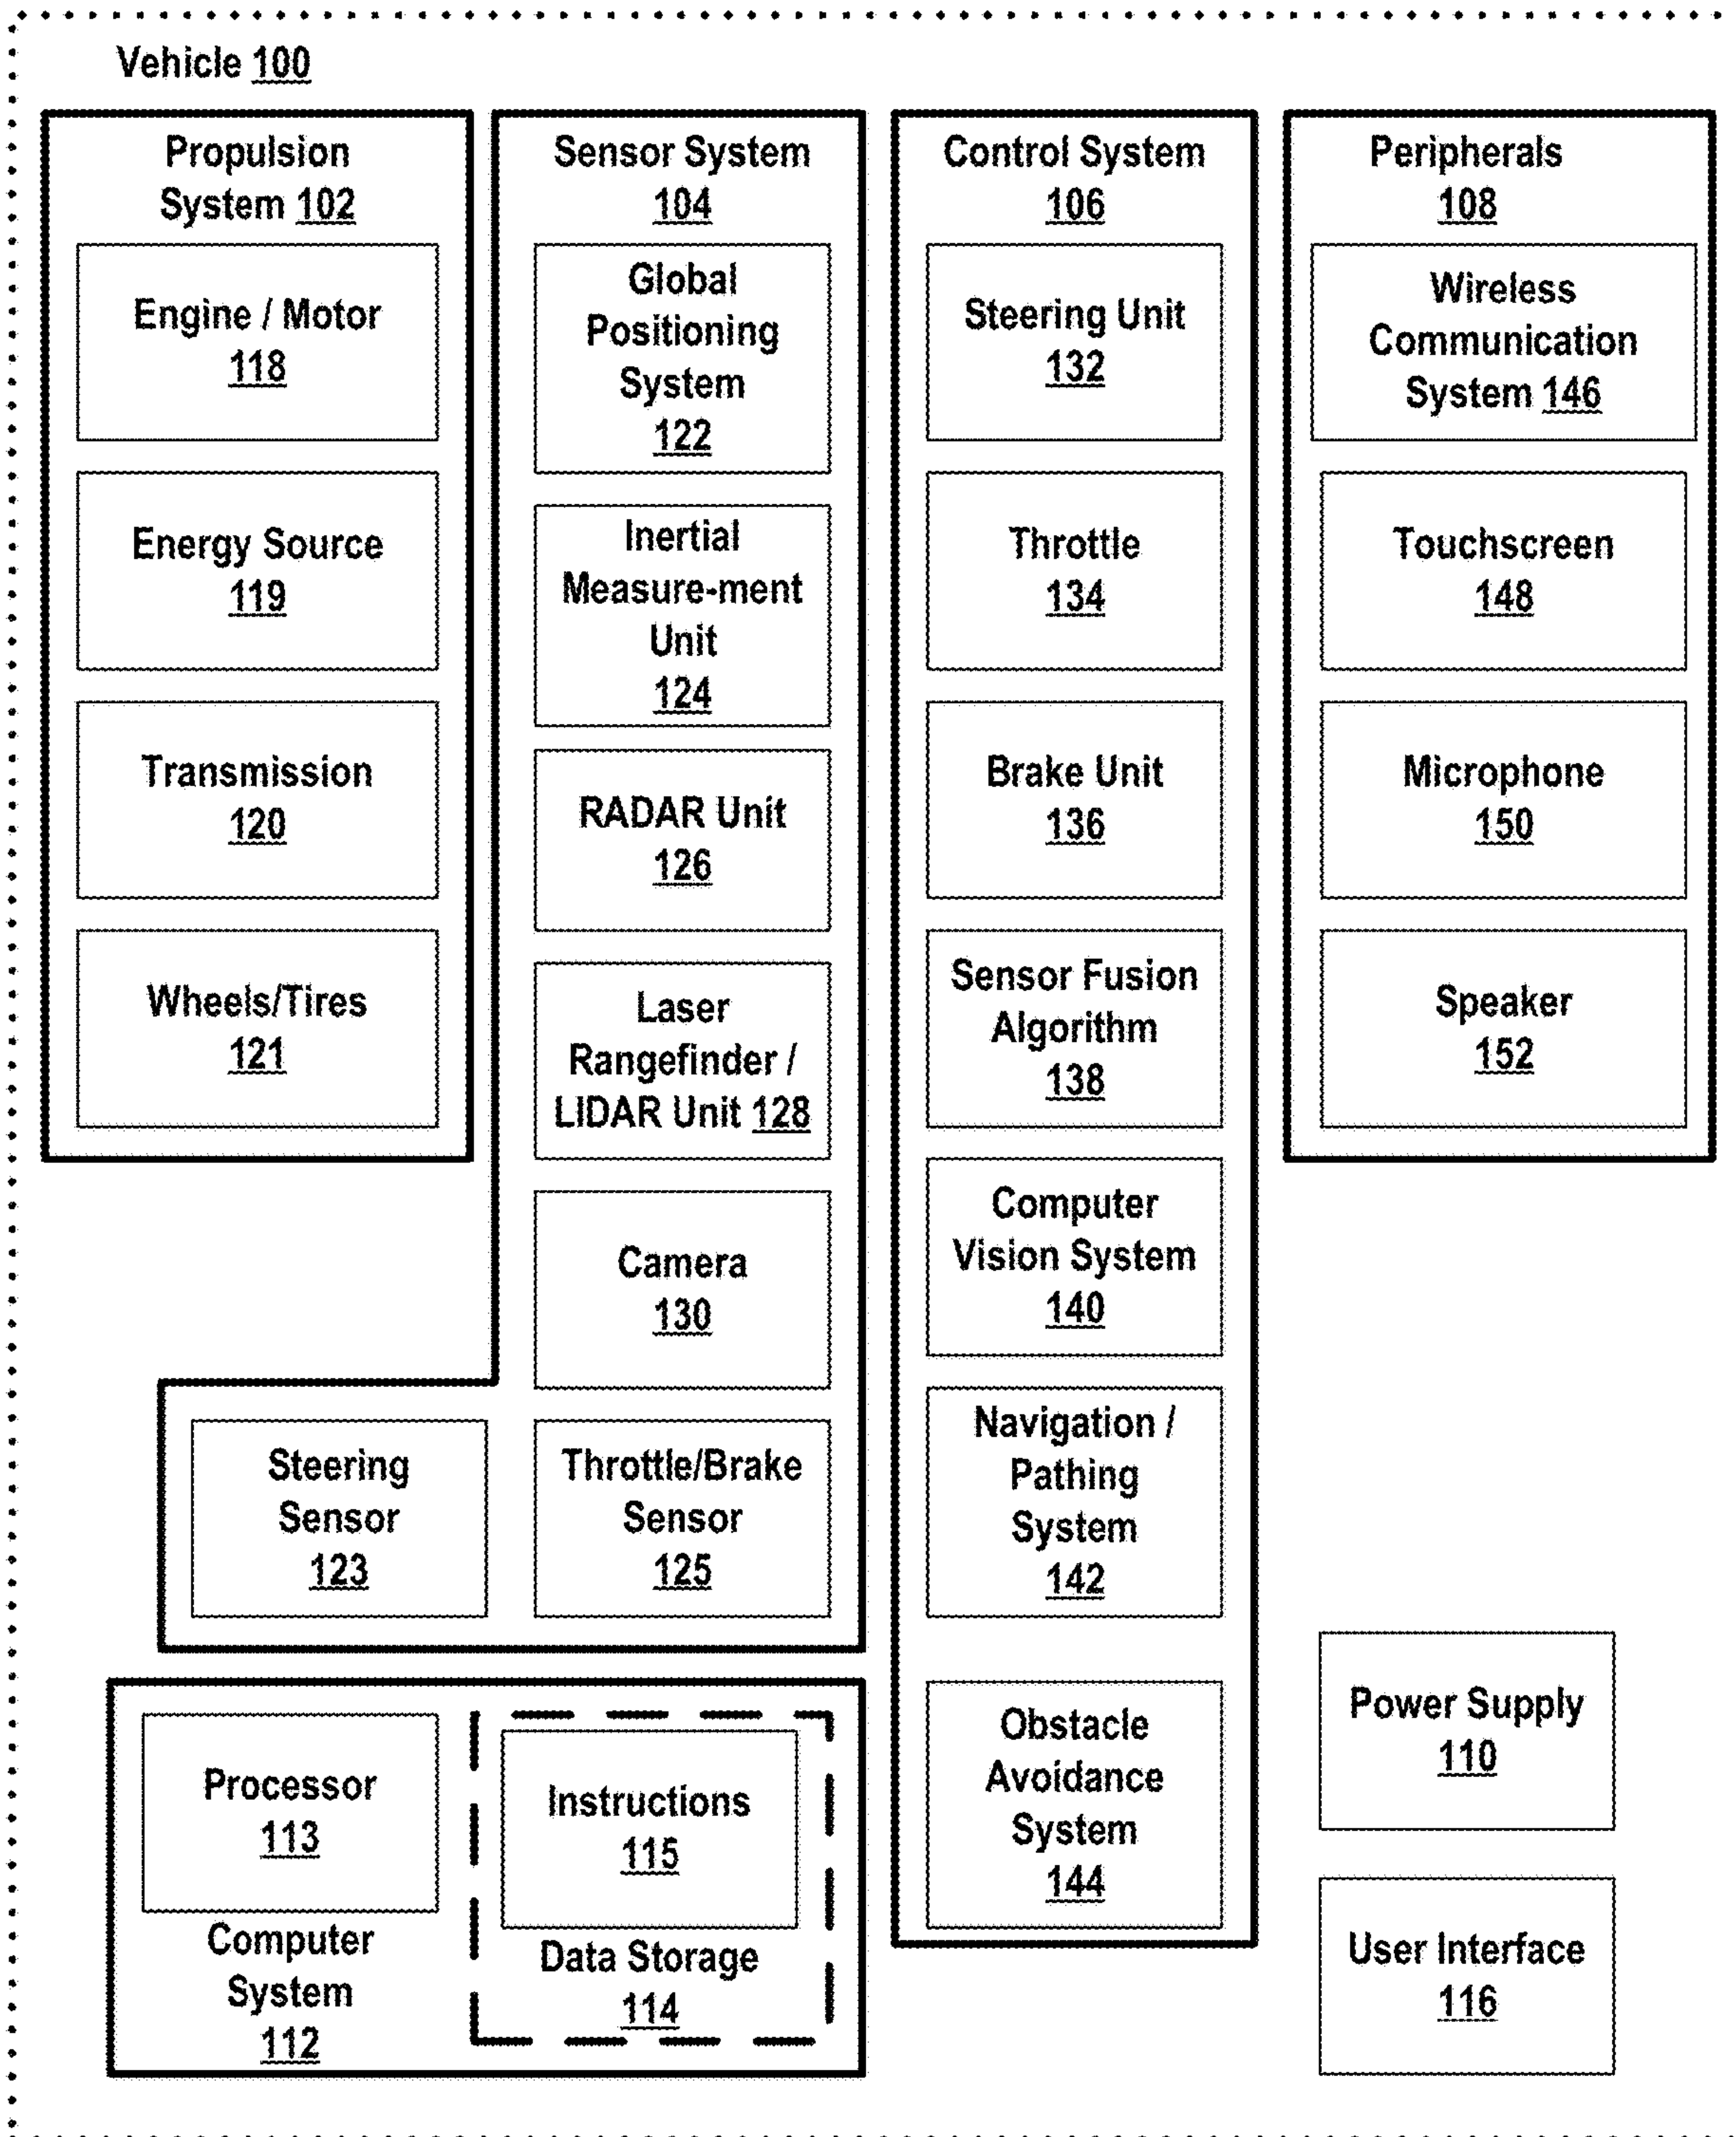 Vehicle 100
Propulsion
System 102
Engine / Motor
118
Energy Source
119
Transmission
120
Wheels/Tires
121
Sensor System
104
Global
Positioning
System
122
Inertial
Measure-ment
Unit
124
RADAR Unit
126
Laser
Rangefinder /
LIDAR Unit 128
Camera
130
Steering
Sensor
123
Throttle/Brake
Sensor
125
Control System
106
Steering Unit
132
Throttle
134
Brake Unit
136
Sensor Fusion
Algorithm
138
Computer
Vision System
140
Navigation /
Pathing
System
142
Obstacle
Avoidance
System
144
Peripherals
108
Wireless
Communication
System 146
Touchscreen
148
Microphone
150
Speaker
152
Processor
113
Computer
System
112
Instructions
115
Data Storage
114
Power Supply
110
User Interface
116